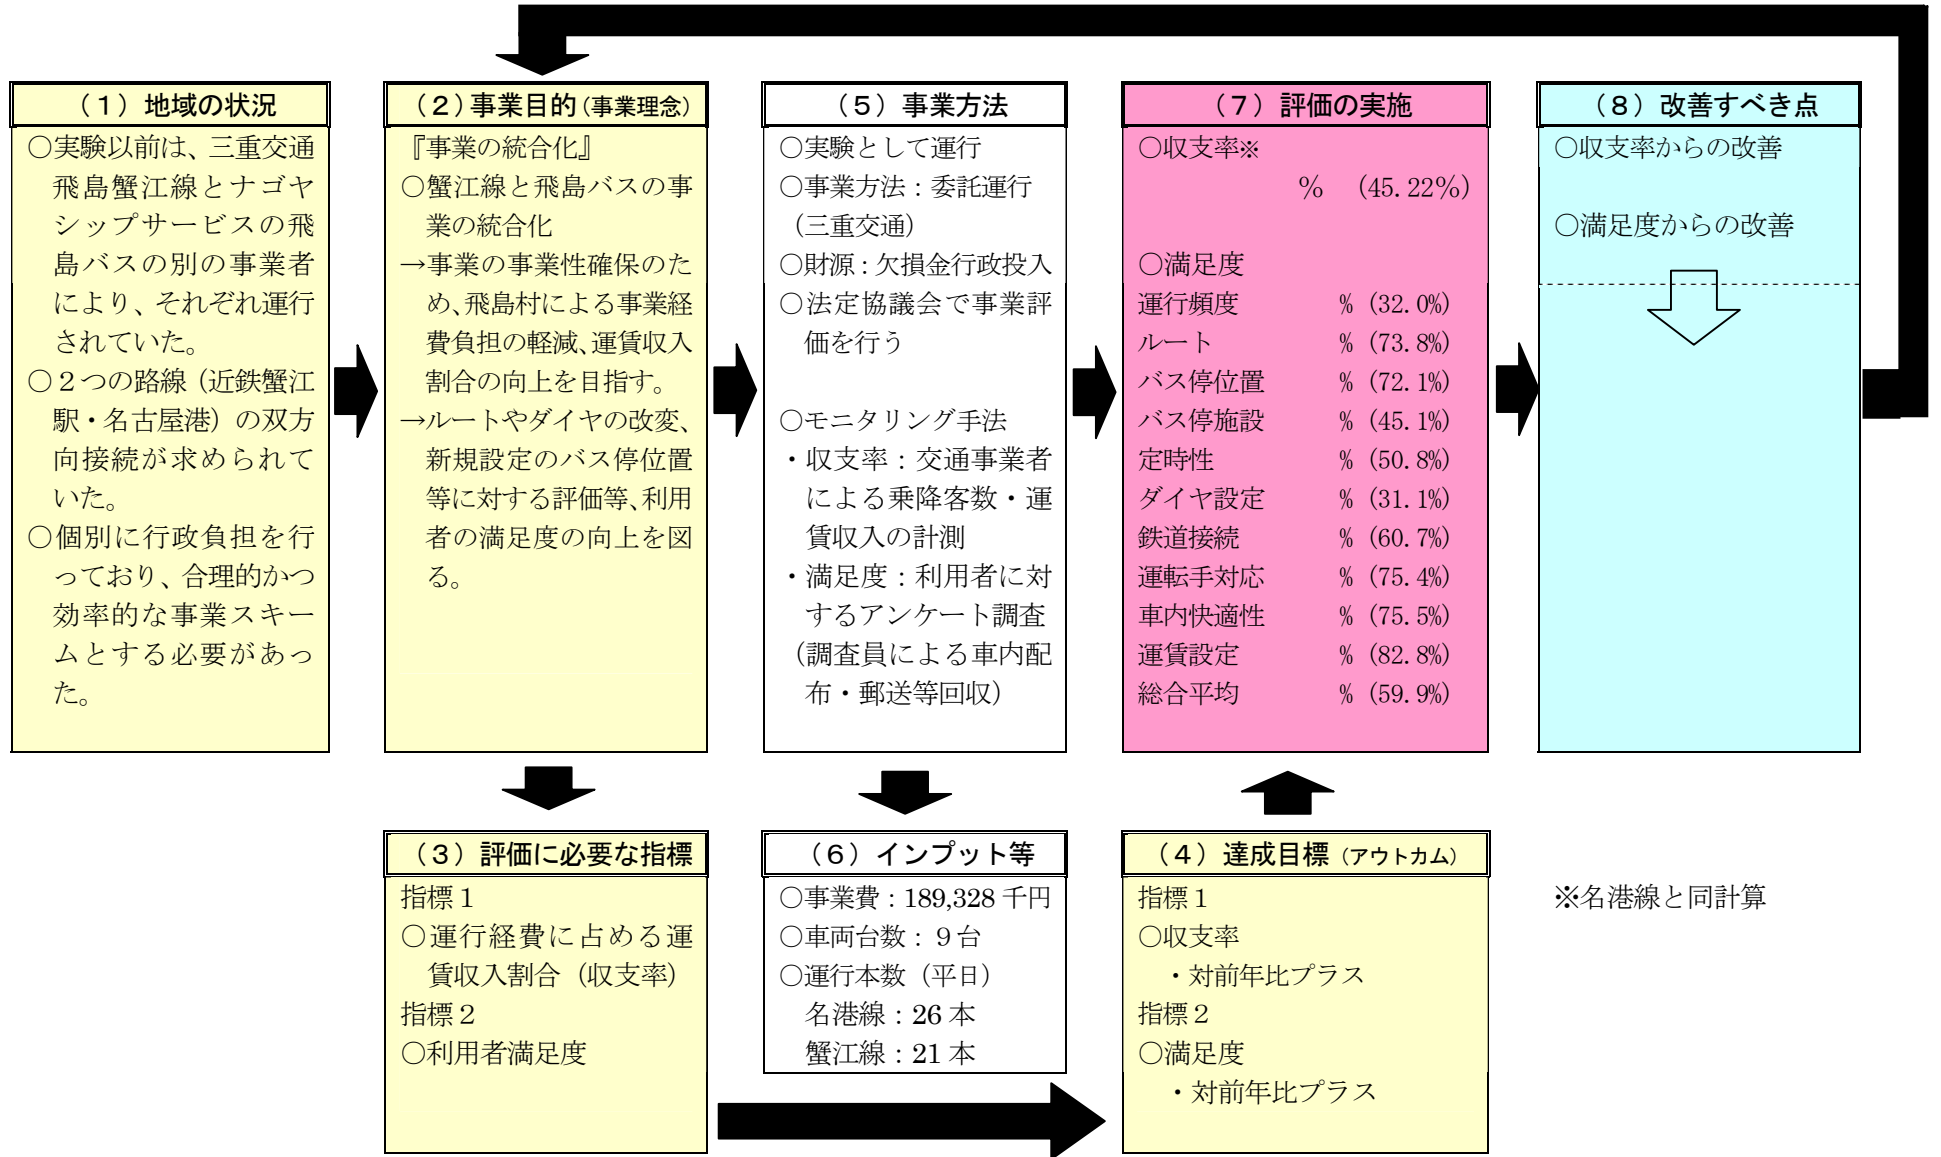 （１）地域の状況
○実験以前は、三重交通
飛島蟹江線とナゴヤ
シップサービスの飛
島バスの別の事業者
により、それぞれ運行
されていた。
○２つの路線（近鉄蟹江
駅・名古屋港）の双方
向接続が求められて
いた。
○個別に行政負担を行
っており、合理的かつ
効率的な事業スキー
ムとする必要があっ
た。
（２）事業目的（事業理念）
『事業の統合化』
○蟹江線と飛島バスの事
業の統合化
→事業の事業性確保のた
め、飛島村による事業経
費負担の軽減、運賃収入
割合の向上を目指す。
→ルートやダイヤの改変、
新規設定のバス停位置
等に対する評価等、利用
者の満足度の向上を図
る。
（５）事業方法
○実験として運行
○事業方法：委託運行
（三重交通）
○財源：欠損金行政投入
○法定協議会で事業評
価を行う
○モニタリング手法
・収支率：交通事業者
による乗降客数・運
賃収入の計測
・満足度：利用者に対
するアンケート調査
（調査員による車内配
布・郵送等回収）
（７）評価の実施
○収支率※
％ （45.22％）
○満足度
運行頻度 ％（32.0％）
ルート ％（73.8％）
バス停位置 ％（72.1％）
バス停施設 ％（45.1％）
定時性 ％（50.8％）
ダイヤ設定 ％（31.1％）
鉄道接続 ％（60.7％）
運転手対応 ％（75.4％）
車内快適性 ％（75.5％）
運賃設定 ％（82.8％）
総合平均 ％（59.9％）
（８）改善すべき点
○収支率からの改善
○満足度からの改善
（３）評価に必要な指標
指標１
○運行経費に占める運
賃収入割合（収支率）
指標２
○利用者満足度
（６）インプット等
○事業費：189,328 千円
○車両台数：９台
○運行本数（平日）
名港線：26 本
蟹江線：21 本
（４）達成目標（アウトカム）
指標１
○収支率
・対前年比プラス
指標２
○満足度
・対前年比プラス
※名港線と同計算